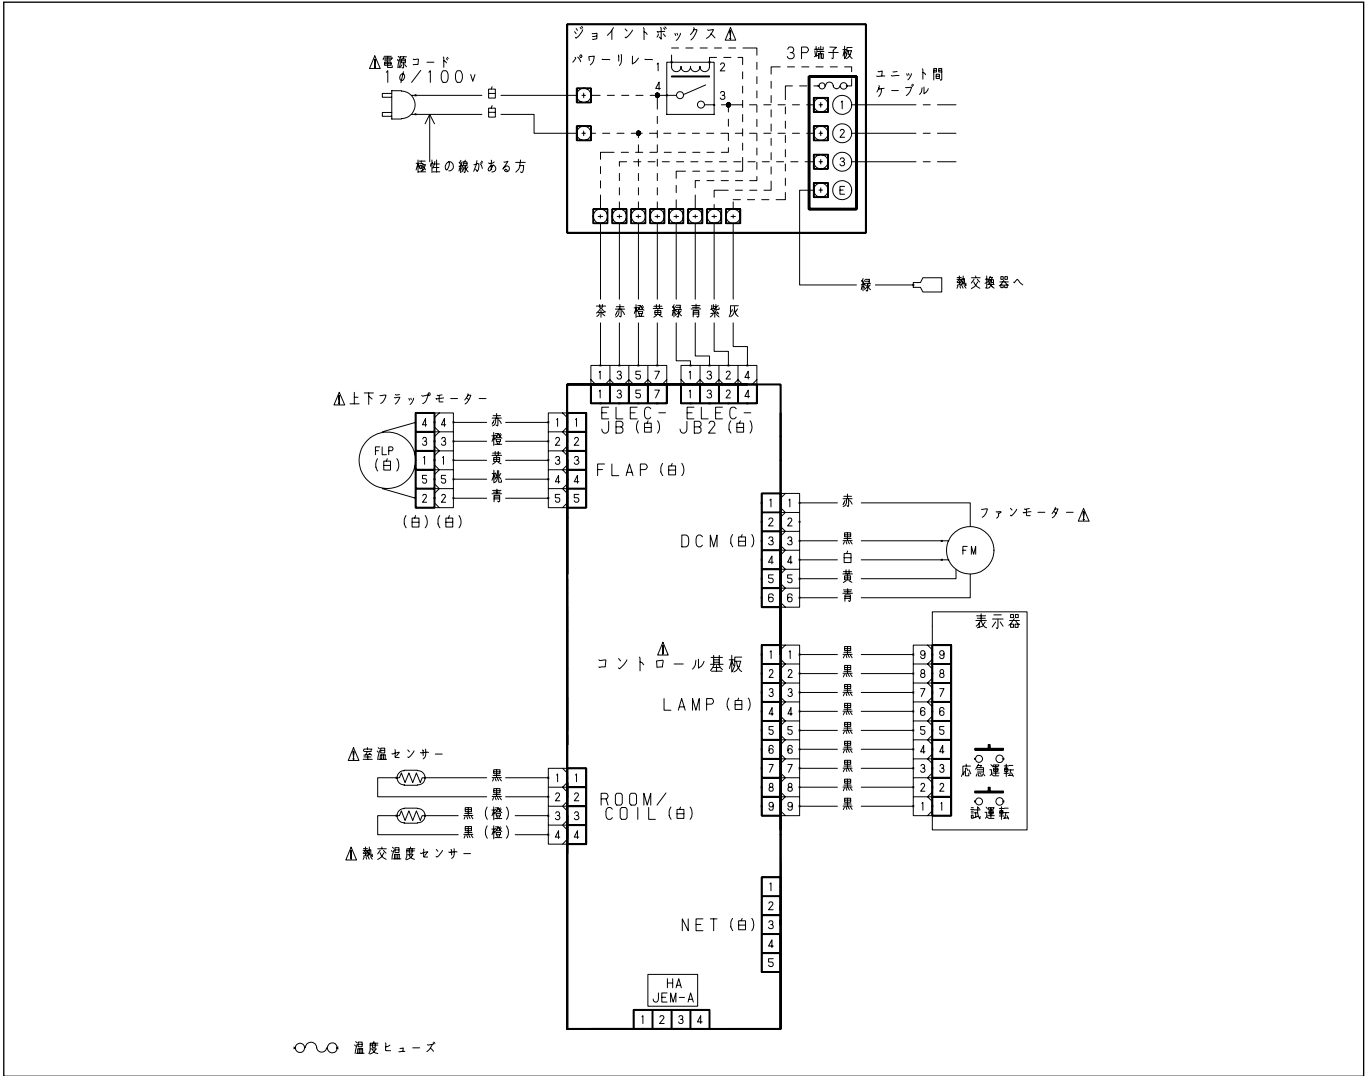 ジョイントボックス
パワーリレー
1
2
4
3
3P端子板
1
2
3
E
ユニット間
ケーブル
電源コード
1φ/100v
白
白
極性の線がある方
緑
熱交換器へ
茶 赤 橙 黄 緑 青 紫 灰
1 3 5 7 1 3 2 4
1 3 5 7 1 3 2 4
ELEC-
JB (白)
ELEC-
JB2 (白)
上下フラップモーター
FLP
(白)
4 4 赤 1 1
3 3 橙 2 2
1 1 黄 3 3
5 5 桃 4 4
2 2 青 5 5
(白) (白)
FLAP (白)
DCM (白)
1 1 赤
2 2
3 3 黒
4 4 白
5 5 黄
6 6 青
ファンモーター
FM
表示器
コントロール基板
LAMP (白)
1 1 黒 9 9
2 2 黒 8 8
3 3 黒 7 7
4 4 黒 6 6
5 5 黒 5 5
6 6 黒 4 4
7 7 黒 3 3
8 8 黒 2 2
9 9 黒 1 1
応急運転
試運転
室温センサー
黒 1 1
黒 2 2
黒 (橙) 3 3
黒 (橙) 4 4
熱交温度センサー
ROOM/
COIL (白)
NET (白)
1
2
3
4
5
HA
JEM-A
1 2 3 4
温度ヒューズ